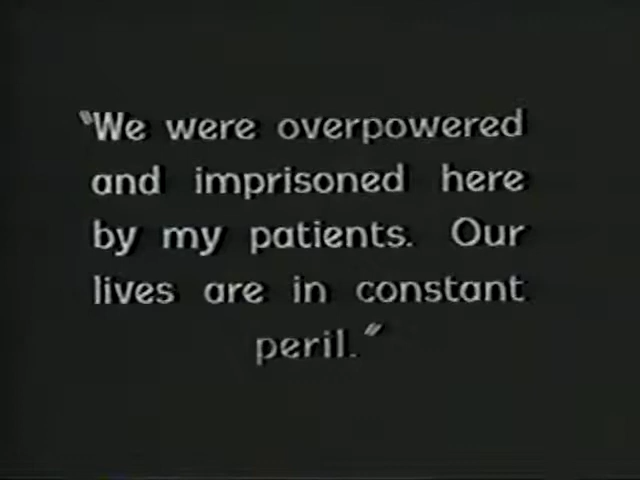 "We were overpowered
and imprisoned here
by my patients. Our
lives are in constant
peril."